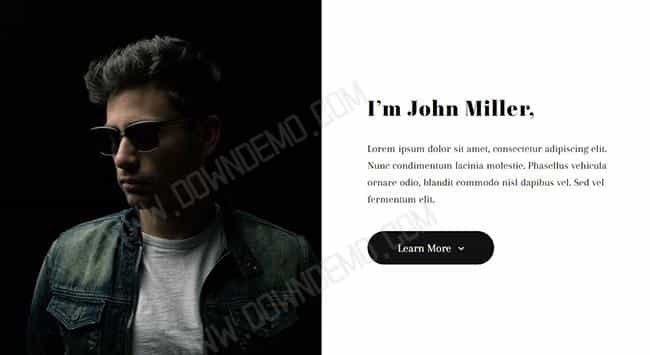 I'm John Miller,
Lorem ipsum dolor sit amet, consectetur adipiscing elit.
Nunc condimentum lacinia molestie. Phasellus vehicula
ornare odio, blandit commodo nisl dapibus vel. Sed vel
fermentum elit.
Learn More
WWW.DOWNDEMO.COM
WWW.DOWNDEMO.COM